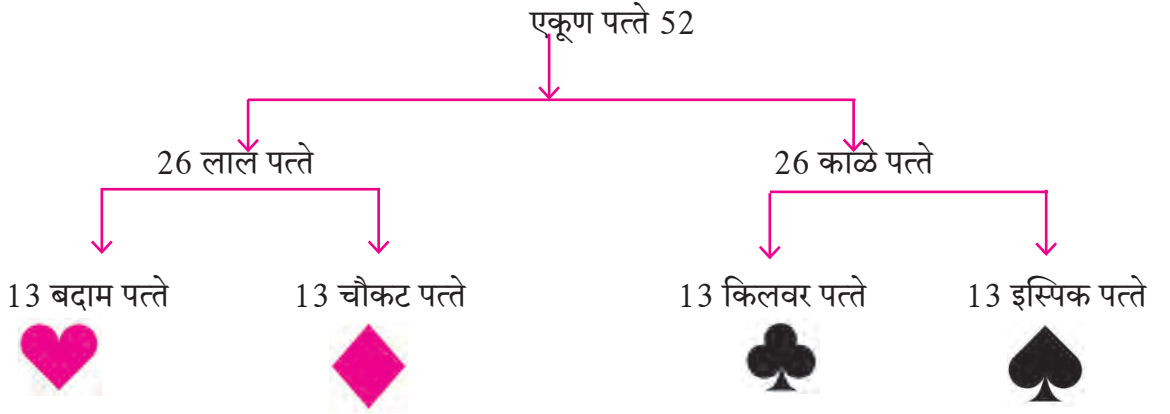 एकूण पत्ते 52
26 लाल पत्ते
26 काळे पत्ते
13 बदाम पत्ते
13 चौकट पत्ते
13 किलवर पत्ते
13 इस्पिक पत्ते